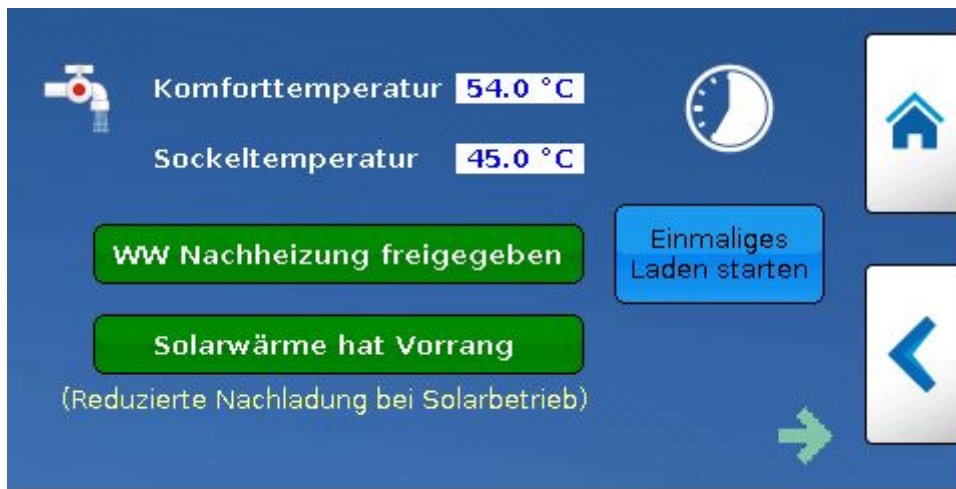 Komforttemperatur 54.0 °C
Sockeltemperatur 45.0 °C
WW Nachheizung freigegeben
Einmaliges
Laden starten
Solarwärme hat Vorrang
(Reduzierte Nachladung bei Solarbetrieb)